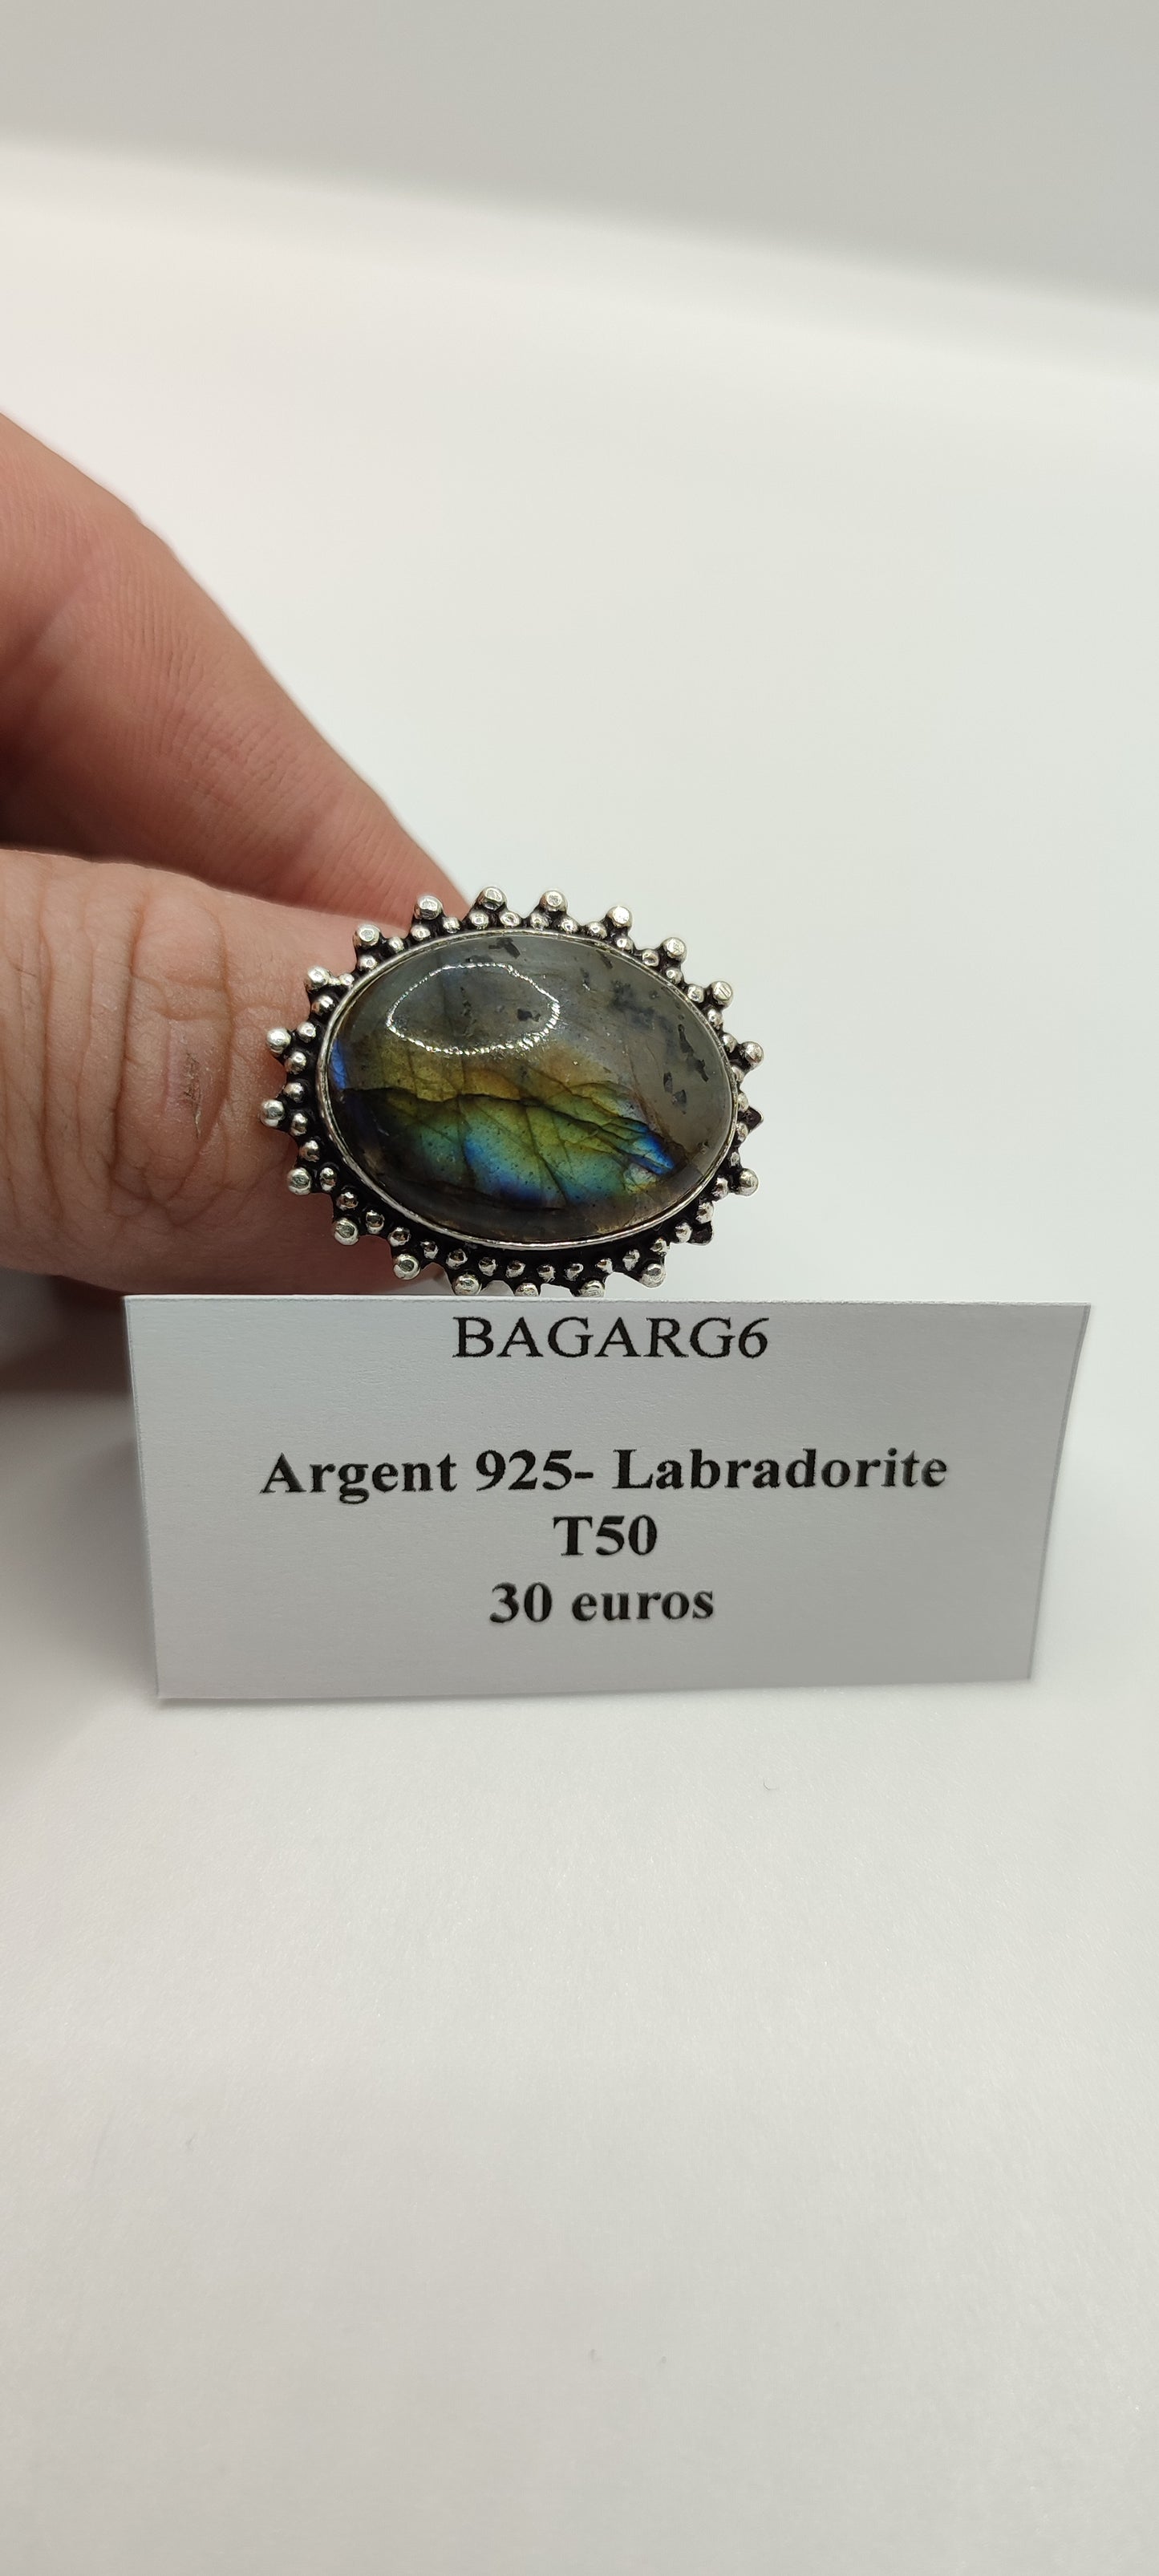 BAGARG6
Argent 925- Labradorite
T50
30 euros